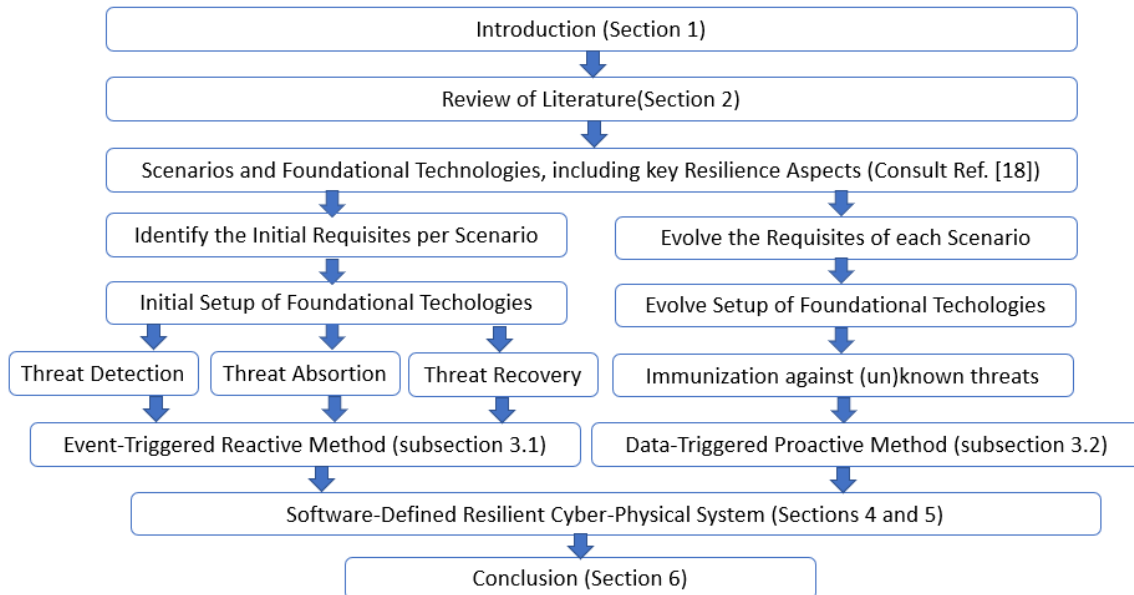 Introduction (Section 1)
Review of Literature(Section 2)
Scenarios and Foundational Technologies, including key Resilience Aspects (Consult Ref. [18])
Identify the Initial Requisites per Scenario
Evolve the Requisites of each Scenario
Initial Setup of Foundational Techologies
Evolve Setup of Foundational Techologies
Threat Detection
Threat Absortion
Threat Recovery
Immunization against (un)known threats
Event-Triggered Reactive Method (subsection 3.1)
Data-Triggered Proactive Method (subsection 3.2)
Software-Defined Resilient Cyber-Physical System (Sections 4 and 5)
Conclusion (Section 6)